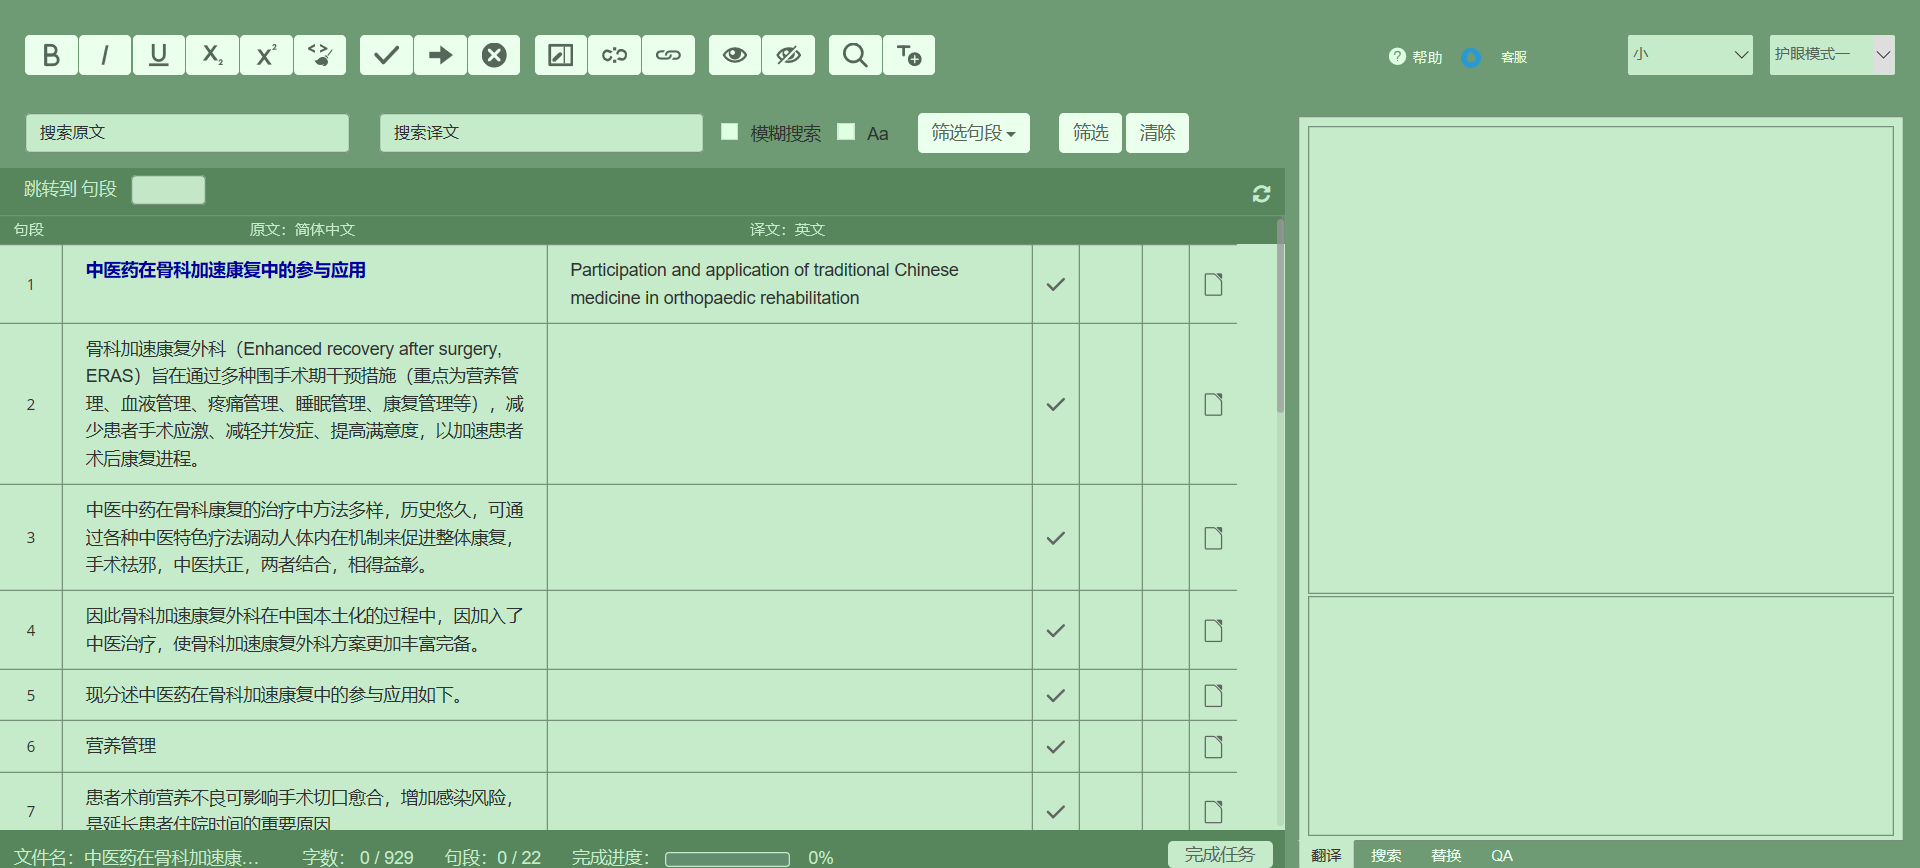 B I U X₂ X² <>
帮助 客服 小 护眼模式一
搜索原文 搜索译文 模糊搜索 Aa 筛选句段 筛选 清除
跳转到 句段
句段 原文：简体中文 译文：英文
1 中医药在骨科加速康复中的参与应用
Participation and application of traditional Chinese
medicine in orthopaedic rehabilitation
2 骨科加速康复外科（Enhanced recovery after surgery,
ERAS）旨在通过多种围手术期干预措施（重点为营养管
理、血液管理、疼痛管理、睡眠管理、康复管理等），减
少患者手术应激、减轻并发症、提高满意度，以加速患者
术后康复进程。
3 中医中药在骨科康复的治疗中方法多样，历史悠久，可通
过各种中医特色疗法调动人体内在机制来促进整体康复，
手术祛邪，中医扶正，两者结合，相得益彰。
4 因此骨科加速康复外科在中国本土化的过程中，因加入了
中医治疗，使骨科加速康复外科方案更加丰富完备。
5 现分述中医药在骨科加速康复中的参与应用如下。
6 营养管理
7 患者术前营养不良可影响手术切口愈合，增加感染风险，
是延长患者住院时间的重要原因
文件名：中医药在骨科加速康... 字数： 0 / 929 句段：0 / 22 完成进度： 0% 完成任务
翻译 搜索 替换 QA